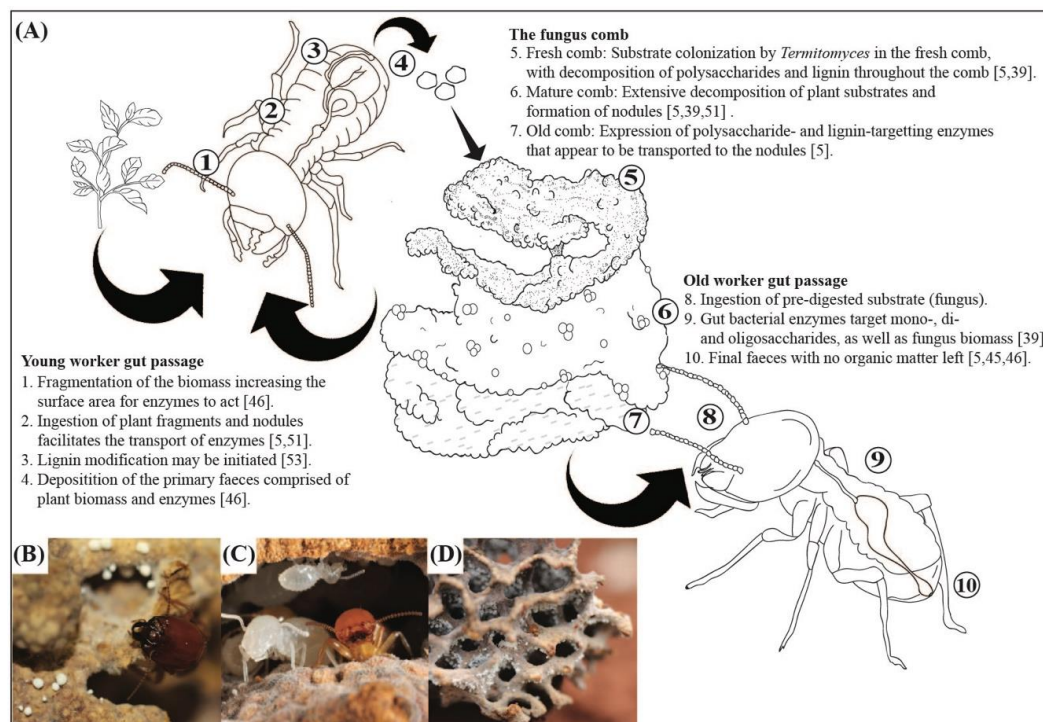 (A)
The fungus comb
5. Fresh comb: Substrate colonization by Termitomyces in the fresh comb,
with decomposition of polysaccharides and lignin throughout the comb [5,39].
6. Mature comb: Extensive decomposition of plant substrates and
formation of nodules [5,39,51] .
7. Old comb: Expression of polysaccharide- and lignin-targetting enzymes
that appear to be transported to the nodules [5].
3
4
2
1
5
Old worker gut passage
8. Ingestion of pre-digested substrate (fungus).
9. Gut bacterial enzymes target mono-, di-
and oligosaccharides, as well as fungus biomass [39]
10. Final faeces with no organic matter left [5,45,46].
6
Young worker gut passage
1. Fragmentation of the biomass increasing the
surface area for enzymes to act [46].
2. Ingestion of plant fragments and nodules
facilitates the transport of enzymes [5,51].
3. Lignin modification may be initiated [53].
4. Depositition of the primary faeces comprised of
plant biomass and enzymes [46].
7
8
9
10
(B)
(C)
(D)